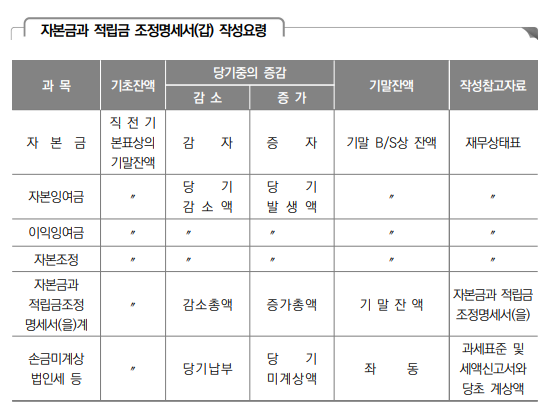 자본금과 적립금 조정명세서(갑) 작성요령
과 목 기초잔액 당기중의 증감 기말잔액 작성참고자료
감 소 증 가
자 본 금 직 전 기 본표상의 기말잔액 감 자 증 자 기말 B/S상 잔액 재무상태표
자본잉여금 〃 당 기 감 소 액 당 기 발 생 액 〃 〃
이익잉여금 〃 〃 〃 〃 〃
자본조정 〃 〃 〃 〃 〃
자본금과 적립금조정 명세서(을)계 〃 감소총액 증가총액 기 말 잔 액 자본금과 적립금 조정명세서(을)
손금미계상 법인세 등 〃 당기납부 당 기 미계상액 좌 동 과세표준 및 세액신고서와 당초 계상액